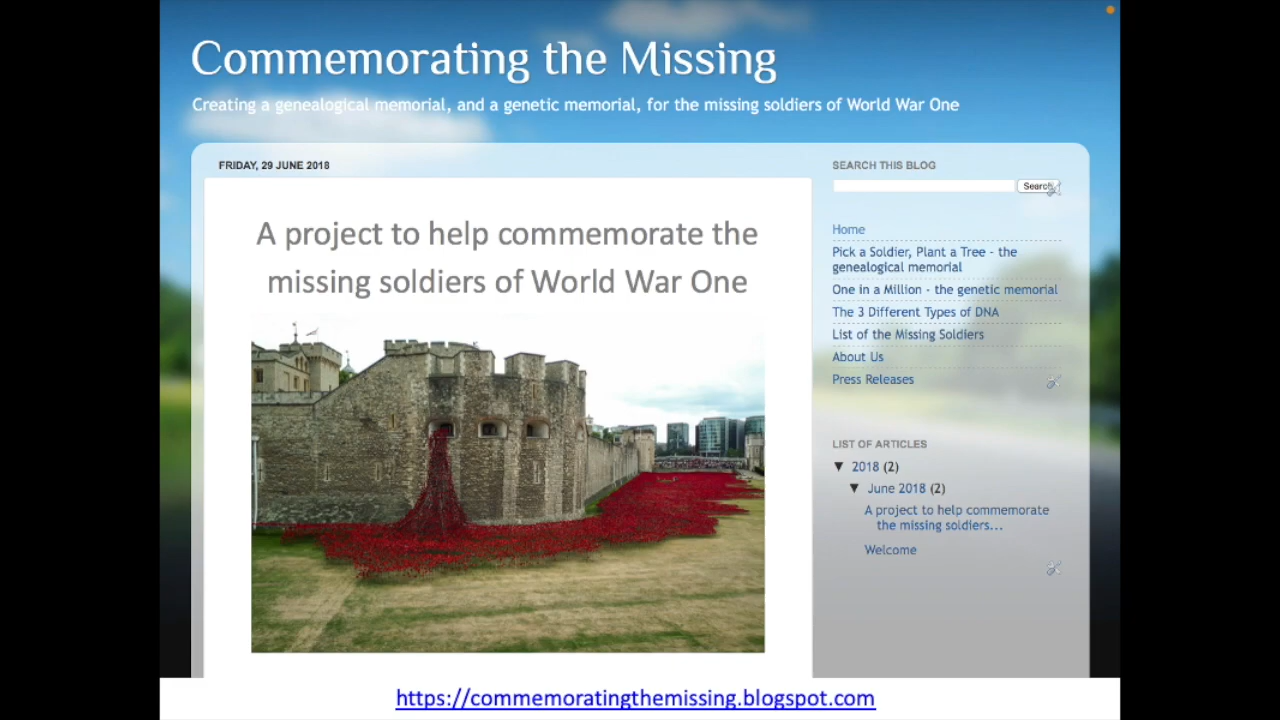 Commemorating the Missing
Creating a genealogical memorial, and a genetic memorial, for the missing soldiers of World War One
FRIDAY, 29 JUNE 2018
A project to help commemorate the
missing soldiers of World War One
SEARCH THIS BLOG
Search
Home
Pick a Soldier, Plant a Tree - the
genealogical memorial
One in a Million - the genetic memorial
The 3 Different Types of DNA
List of the Missing Soldiers
About Us
Press Releases
LIST OF ARTICLES
▼ 2018 (2)
▼ June 2018 (2)
A project to help commemorate
the missing soldiers...
Welcome
https://commemoratingthemissing.blogspot.com